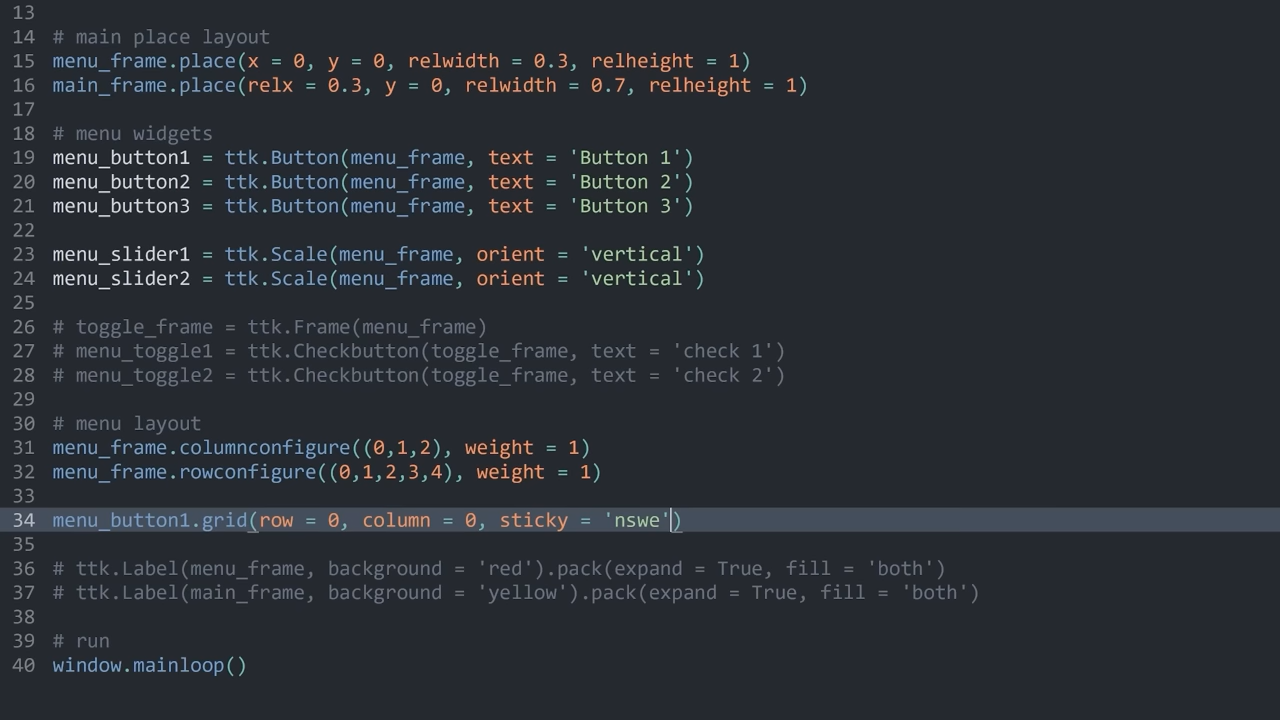 13
14 # main place layout
15 menu_frame.place(x = 0, y = 0, relwidth = 0.3, relheight = 1)
16 main_frame.place(relx = 0.3, y = 0, relwidth = 0.7, relheight = 1)
17
18 # menu widgets
19 menu_button1 = ttk.Button(menu_frame, text = 'Button 1')
20 menu_button2 = ttk.Button(menu_frame, text = 'Button 2')
21 menu_button3 = ttk.Button(menu_frame, text = 'Button 3')
22
23 menu_slider1 = ttk.Scale(menu_frame, orient = 'vertical')
24 menu_slider2 = ttk.Scale(menu_frame, orient = 'vertical')
25
26 # toggle_frame = ttk.Frame(menu_frame)
27 # menu_toggle1 = ttk.Checkbutton(toggle_frame, text = 'check 1')
28 # menu_toggle2 = ttk.Checkbutton(toggle_frame, text = 'check 2')
29
30 # menu layout
31 menu_frame.columnconfigure((0,1,2), weight = 1)
32 menu_frame.rowconfigure((0,1,2,3,4), weight = 1)
33
34 menu_button1.grid(row = 0, column = 0, sticky = 'nswe')
35
36 # ttk.Label(menu_frame, background = 'red').pack(expand = True, fill = 'both')
37 # ttk.Label(main_frame, background = 'yellow').pack(expand = True, fill = 'both')
38
39 # run
40 window.mainloop()